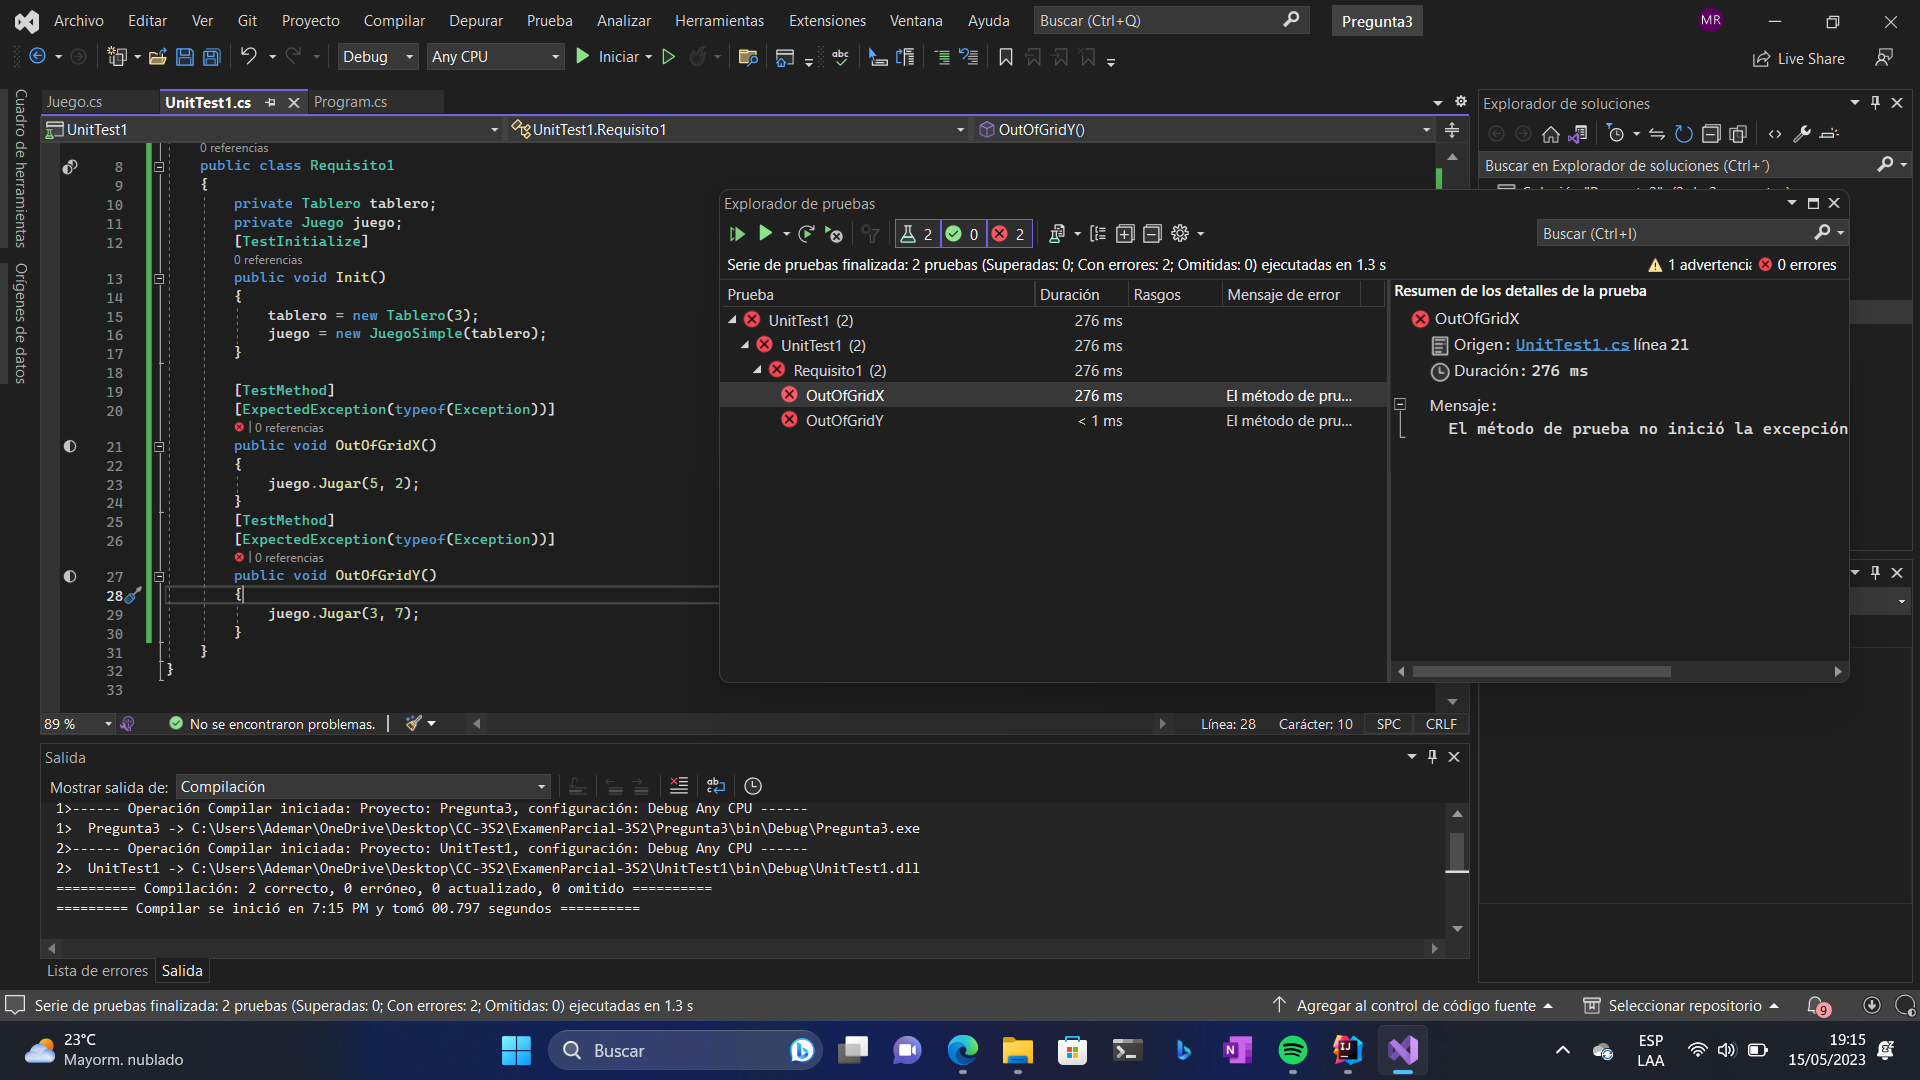 Archivo Editar Ver Git Proyecto Compilar Depurar Prueba Analizar Herramientas Extensiones Ventana Ayuda Buscar (Ctrl+Q) Pregunta3 MR
Debug Any CPU Iniciar Live Share
Cuadro de herramientas
Orígenes de datos
Juego.cs UnitTest1.cs Program.cs
UnitTest1 UnitTest1.Requisito1 OutOfGridY()
0 referencias
8 public class Requisito1
9 {
10 private Tablero tablero;
11 private Juego juego;
12 [TestInitialize]
0 referencias
13 public void Init()
14 {
15 tablero = new Tablero(3);
16 juego = new JuegoSimple(tablero);
17 }
18
19 [TestMethod]
20 [ExpectedException(typeof(Exception))]
0 referencias
21 public void OutOfGridX()
22 {
23 juego.Jugar(5, 2);
24 }
25 [TestMethod]
26 [ExpectedException(typeof(Exception))]
0 referencias
27 public void OutOfGridY()
28 {
29 juego.Jugar(3, 7);
30 }
31 }
32 }
33
89 % No se encontraron problemas. Línea: 28 Carácter: 10 SPC CRLF
Explorador de soluciones
Buscar en Explorador de soluciones (Ctrl+´)
Explorador de pruebas
2 0 2 Buscar (Ctrl+I)
Serie de pruebas finalizada: 2 pruebas (Superadas: 0; Con errores: 2; Omitidas: 0) ejecutadas en 1.3 s 1 advertenci 0 errores
Prueba Duración Rasgos Mensaje de error
UnitTest1 (2) 276 ms
UnitTest1 (2) 276 ms
Requisito1 (2) 276 ms
OutOfGridX 276 ms El método de pru...
OutOfGridY < 1 ms El método de pru...
Resumen de los detalles de la prueba
OutOfGridX
Origen: UnitTest1.cs línea 21
Duración: 276 ms
Mensaje:
El método de prueba no inició la excepción
Salida
Mostrar salida de: Compilación
1>------ Operación Compilar iniciada: Proyecto: Pregunta3, configuración: Debug Any CPU ------
1> Pregunta3 -> C:\Users\Ademar\OneDrive\Desktop\CC-3S2\ExamenParcial-3S2\Pregunta3\bin\Debug\Pregunta3.exe
2>------ Operación Compilar iniciada: Proyecto: UnitTest1, configuración: Debug Any CPU ------
2> UnitTest1 -> C:\Users\Ademar\OneDrive\Desktop\CC-3S2\ExamenParcial-3S2\UnitTest1\bin\Debug\UnitTest1.dll
========== Compilación: 2 correcto, 0 erróneo, 0 actualizado, 0 omitido ==========
========= Compilar se inició en 7:15 PM y tomó 00.797 segundos ==========
Lista de errores Salida
Serie de pruebas finalizada: 2 pruebas (Superadas: 0; Con errores: 2; Omitidas: 0) ejecutadas en 1.3 s Agregar al control de código fuente Seleccionar repositorio 9
23°C
Mayorm. nublado
Buscar
ESP
LAA
19:15
15/05/2023